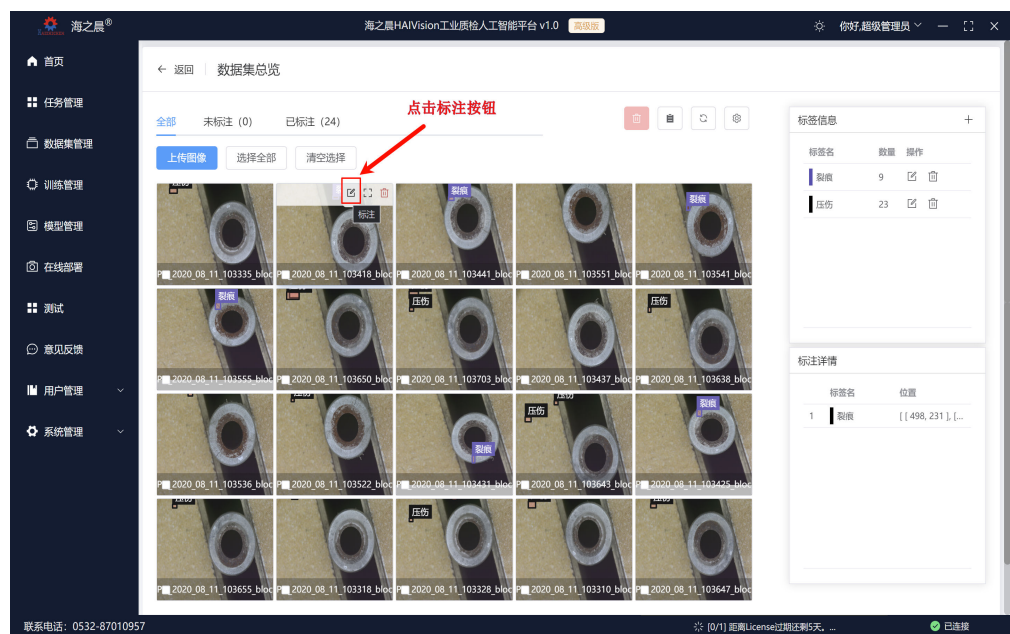 海之晨®
海之晨HAIVision工业质检人工智能平台 v1.0 高级版
你好,超级管理员
首页
任务管理
数据集管理
训练管理
模型管理
在线部署
测试
意见反馈
用户管理
系统管理
返回 数据集总览
点击标注按钮
全部 未标注 (0) 已标注 (24)
上传图像 选择全部 清空选择
标注
裂痕
裂痕
2020_08_11_103335_bloc
2020_08_11_103418_bloc
2020_08_11_103441_bloc
2020_08_11_103551_bloc
2020_08_11_103541_bloc
裂痕
压伤
压伤
2020_08_11_103555_bloc
2020_08_11_103650_bloc
2020_08_11_103703_bloc
2020_08_11_103437_bloc
2020_08_11_103638_bloc
压伤
裂痕
裂痕
2020_08_11_103536_bloc
2020_08_11_103522_bloc
2020_08_11_103431_bloc
2020_08_11_103643_bloc
2020_08_11_103425_bloc
压伤
2020_08_11_103655_bloc
2020_08_11_103318_bloc
2020_08_11_103328_bloc
2020_08_11_103310_bloc
2020_08_11_103647_bloc
标签信息
标签名 数量 操作
裂痕 9
压伤 23
标注详情
标签名 位置
1 裂痕 [ [ 498, 231 ], [...
联系电话: 0532-87010957
[0/1] 距离License过期还剩5天, ...
已连接